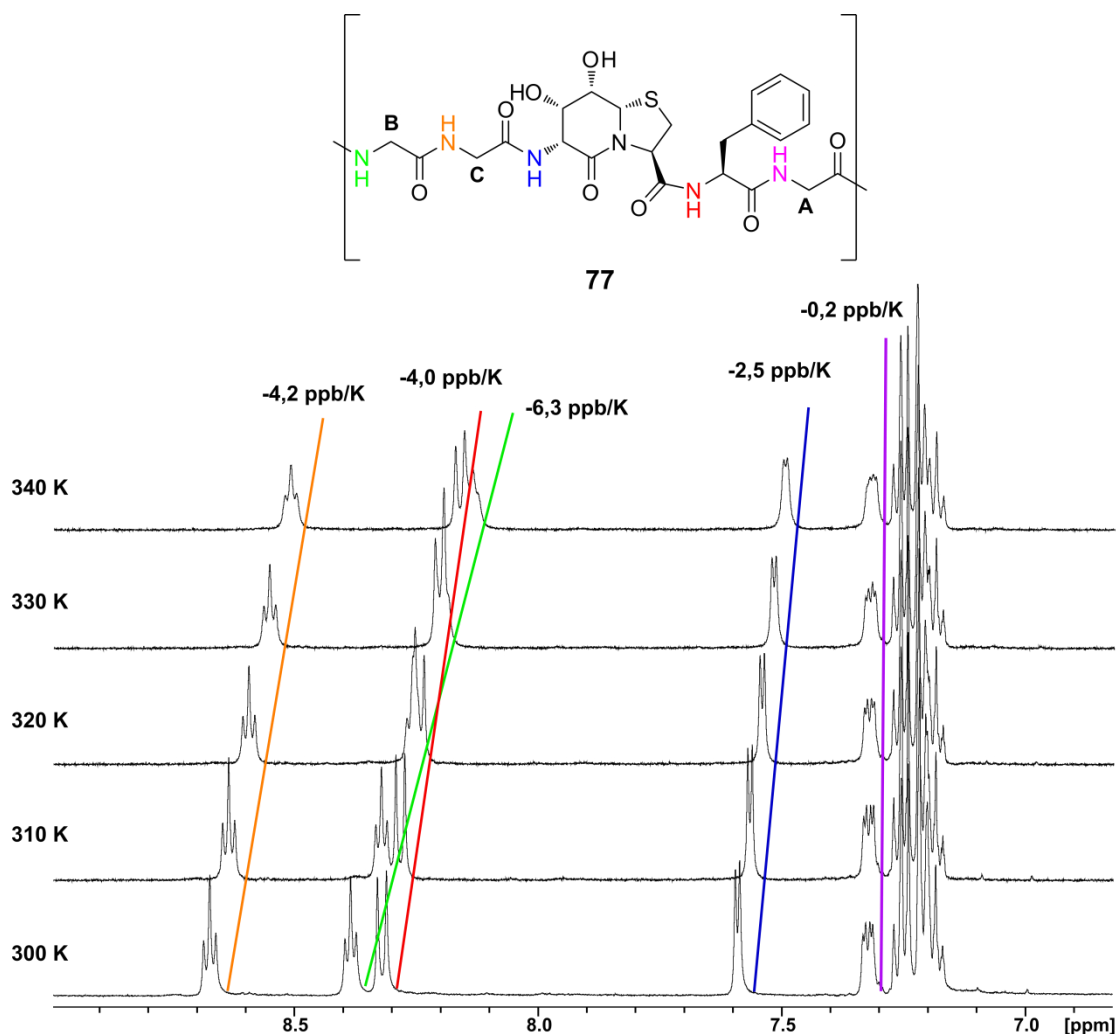 OH
HO
S
B
H
N
O
O
N
N
H
O
C
N
H
O
O
N
H
O
H
N
A
O
77
-0,2 ppb/K
-4,2 ppb/K
-4,0 ppb/K
-2,5 ppb/K
-6,3 ppb/K
340 K
330 K
320 K
310 K
300 K
8.5 8.0 7.5 7.0 [ppm]